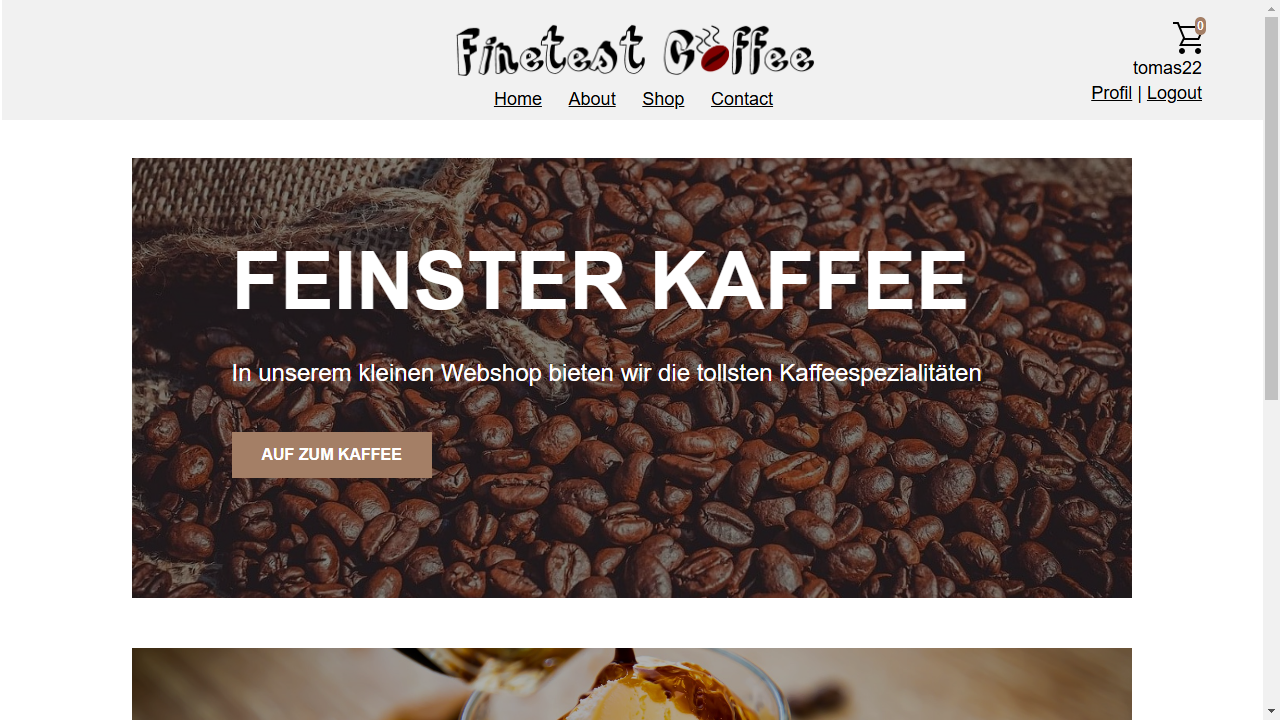 Finetest Coffee
0
tomas22
Home About Shop Contact
Profil | Logout
FEINSTER KAFFEE
In unserem kleinen Webshop bieten wir die tollsten Kaffeespezialitäten
AUF ZUM KAFFEE